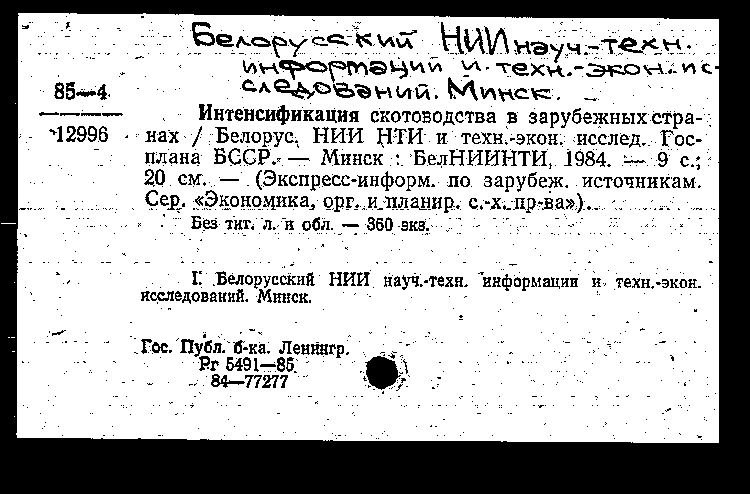 Белорусский НИИ науч.-техн.
информации и техн.-экон. ис-
следований. Минск.
85—4
12996
Интенсификация скотоводства в зарубежных стра-
нах / Белорус. НИИ НТИ и техн.-экон. исслед. Гос-
плана БССР. — Минск : БелНИИНТИ, 1984. — 9 с.;
20 см. — (Экспресс-информ. по зарубеж. источникам.
Сер. «Экономика, орг. и планир. с.-х. пр-ва»).
Без тит. л. и обл. — 360 экз.
I. Белорусский НИИ науч.-техн. информации и техн.-экон.
исследований. Минск.
Гос. Публ. б-ка. Ленингр.
Рг 5491—85
84—77277